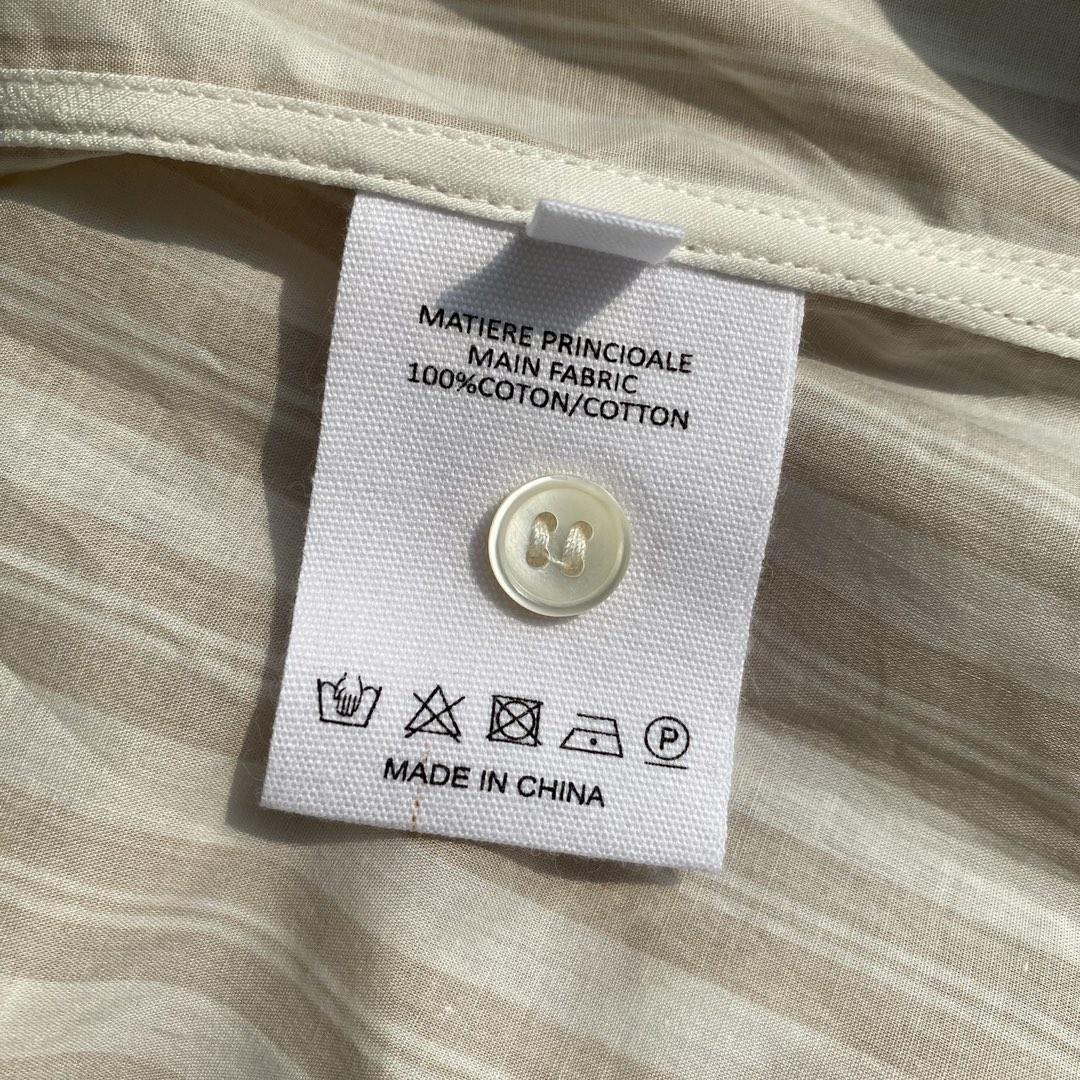 MATIERE PRINCIOALE
MAIN FABRIC
100%COTON/COTTON
P
MADE IN CHINA